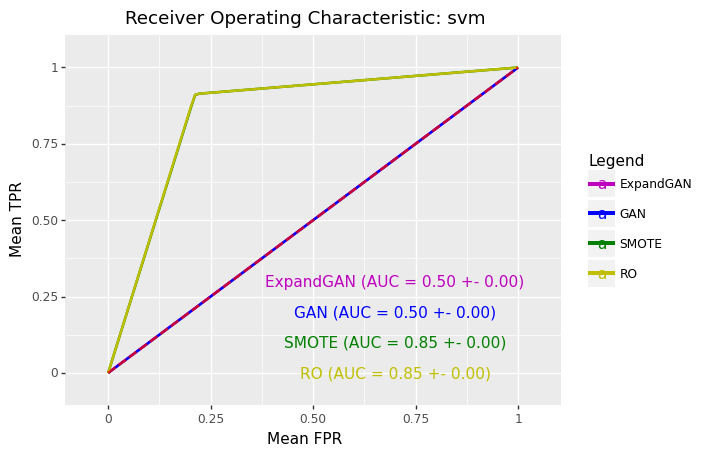 Receiver Operating Characteristic: svm
1
0.75
0.50
0.25
0
Mean TPR
ExpandGAN (AUC = 0.50 +- 0.00)
GAN (AUC = 0.50 +- 0.00)
SMOTE (AUC = 0.85 +- 0.00)
RO (AUC = 0.85 +- 0.00)
0 0.25 0.50 0.75 1
Mean FPR
Legend
a ExpandGAN
a GAN
a SMOTE
a RO